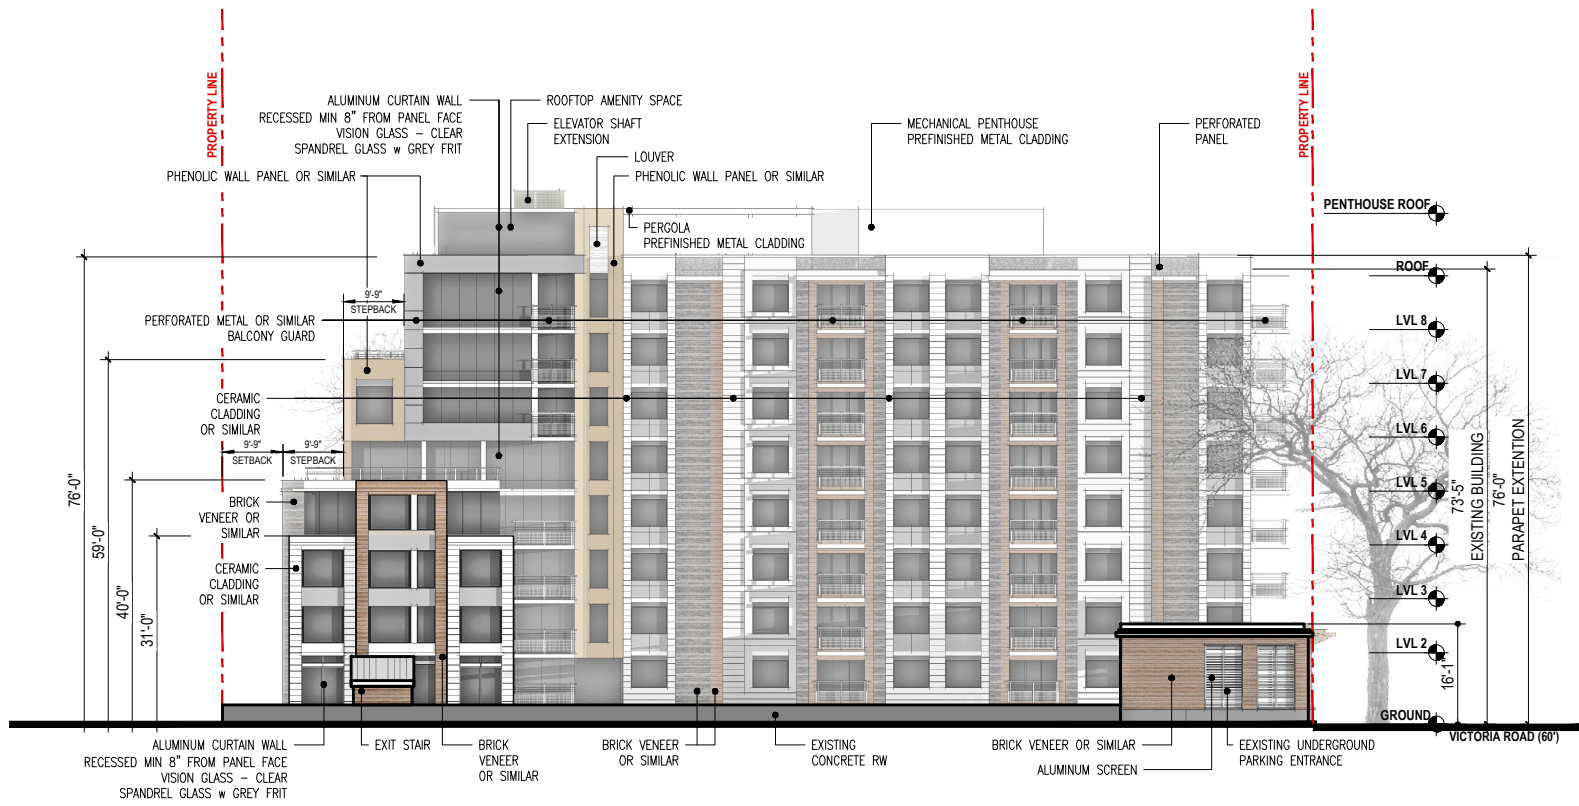 PROPERTY LINE
PROPERTY LINE
ALUMINUM CURTAIN WALL
RECESSED MIN 8" FROM PANEL FACE
VISION GLASS – CLEAR
SPANDREL GLASS w GREY FRIT
ROOFTOP AMENITY SPACE
ELEVATOR SHAFT
EXTENSION
LOUVER
MECHANICAL PENTHOUSE
PREFINISHED METAL CLADDING
PERFORATED
PANEL
PHENOLIC WALL PANEL OR SIMILAR
PHENOLIC WALL PANEL OR SIMILAR
PERGOLA
PREFINISHED METAL CLADDING
PENTHOUSE ROOF
ROOF
LVL 8
LVL 7
LVL 6
LVL 5
LVL 4
LVL 3
LVL 2
GROUND
VICTORIA ROAD (60')
9'-9"
STEPBACK
PERFORATED METAL OR SIMILAR
BALCONY GUARD
CERAMIC
CLADDING
OR SIMILAR
9'-9"
SETBACK
9'-9"
STEPBACK
BRICK
VENEER OR
SIMILAR
CERAMIC
CLADDING
OR SIMILAR
76'-0"
59'-0"
40'-0"
31'-0"
73'-5"
EXISTING BUILDING
76'-0"
PARAPET EXTENTION
16'-1"
ALUMINUM CURTAIN WALL
RECESSED MIN 8" FROM PANEL FACE
VISION GLASS – CLEAR
SPANDREL GLASS w GREY FRIT
EXIT STAIR
BRICK
VENEER
OR SIMILAR
BRICK VENEER
OR SIMILAR
EXISTING
CONCRETE RW
BRICK VENEER OR SIMILAR
ALUMINUM SCREEN
EEXISTING UNDERGROUND
PARKING ENTRANCE